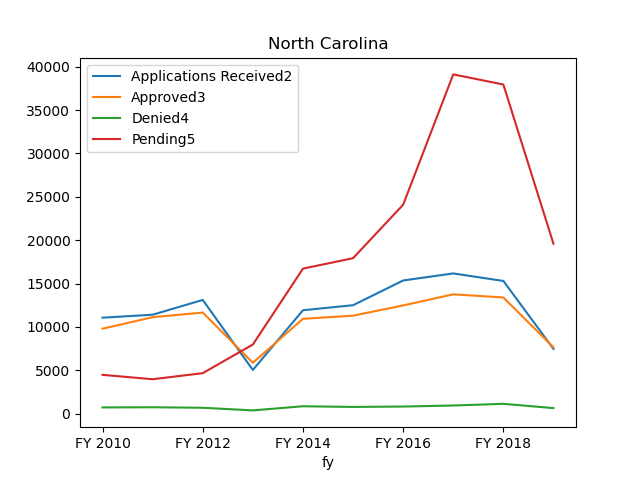 North Carolina
40000
35000
30000
25000
20000
15000
10000
5000
0
Applications Received2
Approved3
Denied4
Pending5
FY 2010 FY 2012 FY 2014 FY 2016 FY 2018
fy